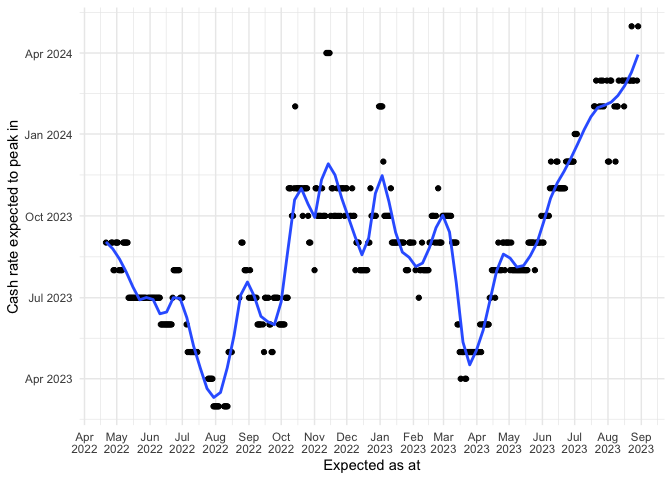 Cash rate expected to peak in
Apr 2024
Jan 2024
Oct 2023
Jul 2023
Apr 2023
Apr May Jun Jul Aug Sep Oct Nov Dec Jan Feb Mar Apr May Jun Jul Aug Sep
2022 2022 2022 2022 2022 2022 2022 2022 2022 2023 2023 2023 2023 2023 2023 2023 2023 2023
Expected as at